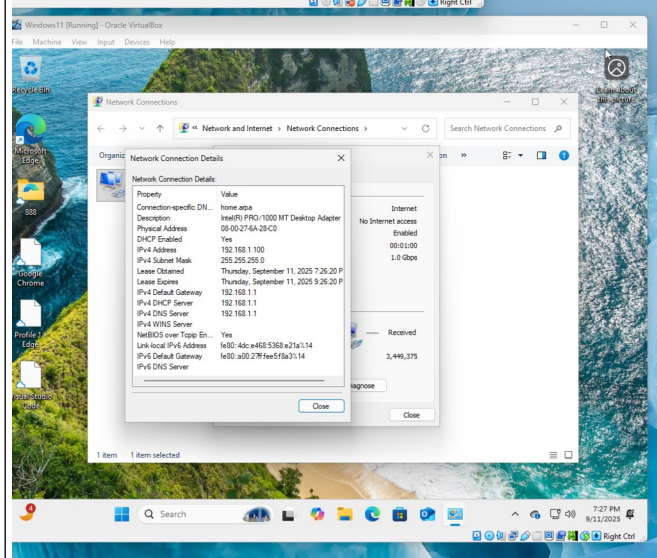 Right Ctrl
Windows11 [Running] - Oracle VirtualBox
File Machine View Input Devices Help
Recycle Bin
Learn about
this picture
Network Connections
Network and Internet > Network Connections >
Search Network Connections
Organiz
on »
Microsoft
Edge
888
Google
Chrome
Profile 1
Edge
Visual Studio
Code
Network Connection Details
Network Connection Details:
Property Value
Connection-specific DN... home.arpa
Description Intel(R) PRO/1000 MT Desktop Adapter
Physical Address 08-00-27-6A-28-C0
DHCP Enabled Yes
IPv4 Address 192.168.1.100
IPv4 Subnet Mask 255.255.255.0
Lease Obtained Thursday, September 11, 2025 7:26:20 P
Lease Expires Thursday, September 11, 2025 9:26:20 P
IPv4 Default Gateway 192.168.1.1
IPv4 DHCP Server 192.168.1.1
IPv4 DNS Server 192.168.1.1
IPv4 WINS Server
NetBIOS over Tcpip En... Yes
Link-local IPv6 Address fe80::4dc:e468:5368:e21a%14
IPv6 Default Gateway fe80::a00:27ff:fee5:f8a3%14
IPv6 DNS Server
Close
Internet
No Internet access
Enabled
00:01:00
1.0 Gbps
Received
3,449,375
iagnose
Close
1 item 1 item selected
4
Search
7:27 PM
9/11/2025
Right Ctrl